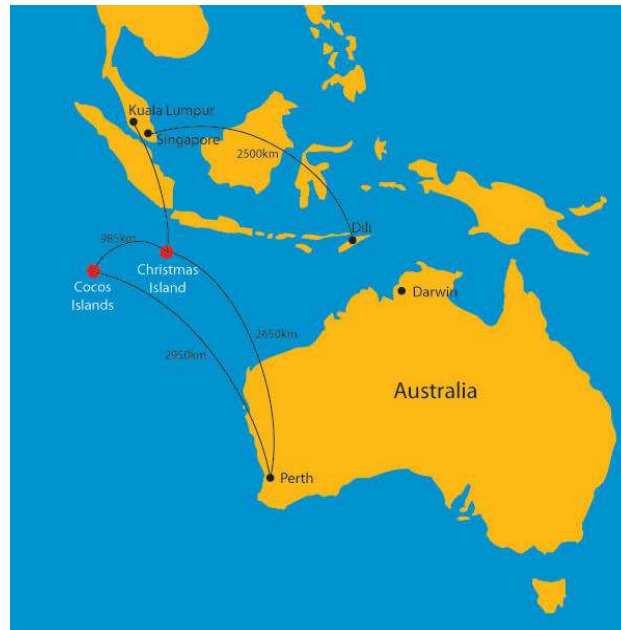 Kuala Lumpur
Singapore
2500km
Dili
985km
Christmas
Island
Cocos
Islands
Darwin
2650km
2950km
Australia
Perth